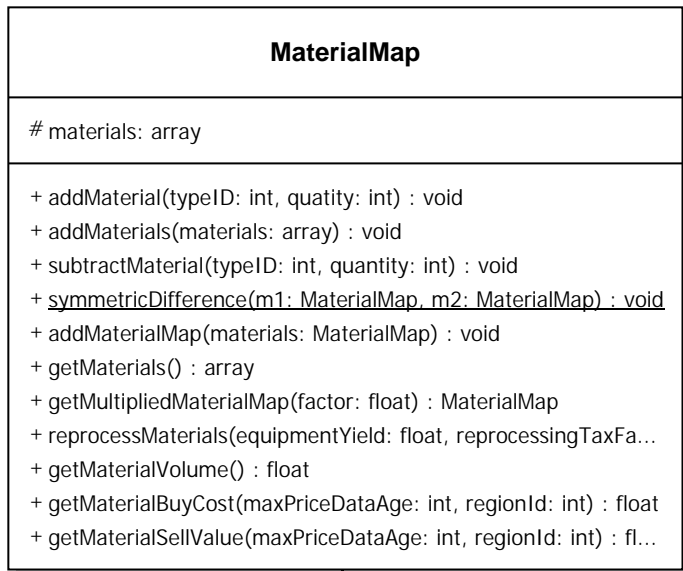 MaterialMap
# materials: array
+ addMaterial(typeID: int, quatity: int) : void
+ addMaterials(materials: array) : void
+ subtractMaterial(typeID: int, quantity: int) : void
+ symmetricDifference(m1: MaterialMap, m2: MaterialMap) : void
+ addMaterialMap(materials: MaterialMap) : void
+ getMaterials() : array
+ getMultipliedMaterialMap(factor: float) : MaterialMap
+ reprocessMaterials(equipmentYield: float, reprocessingTaxFa...
+ getMaterialVolume() : float
+ getMaterialBuyCost(maxPriceDataAge: int, regionId: int) : float
+ getMaterialSellValue(maxPriceDataAge: int, regionId: int) : fl...